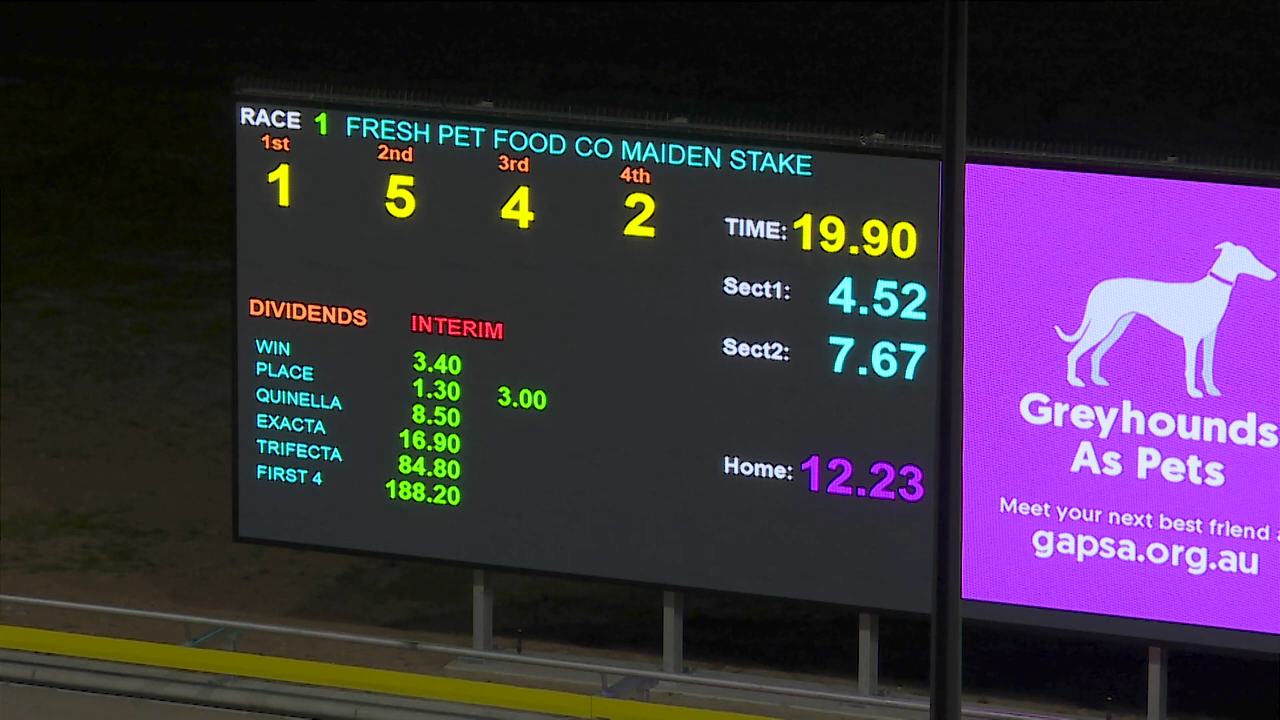 RACE 1 FRESH PET FOOD CO MAIDEN STAKE
1st 2nd 3rd 4th
1 5 4 2
TIME: 19.90
Sect1: 4.52
Sect2: 7.67
Home: 12.23
DIVIDENDS INTERIM
WIN 3.40
PLACE 1.30 3.00
QUINELLA 8.50
EXACTA 16.90
TRIFECTA 84.80
FIRST 4 188.20
Greyhounds
As Pets
Meet your next best friend
gapsa.org.au